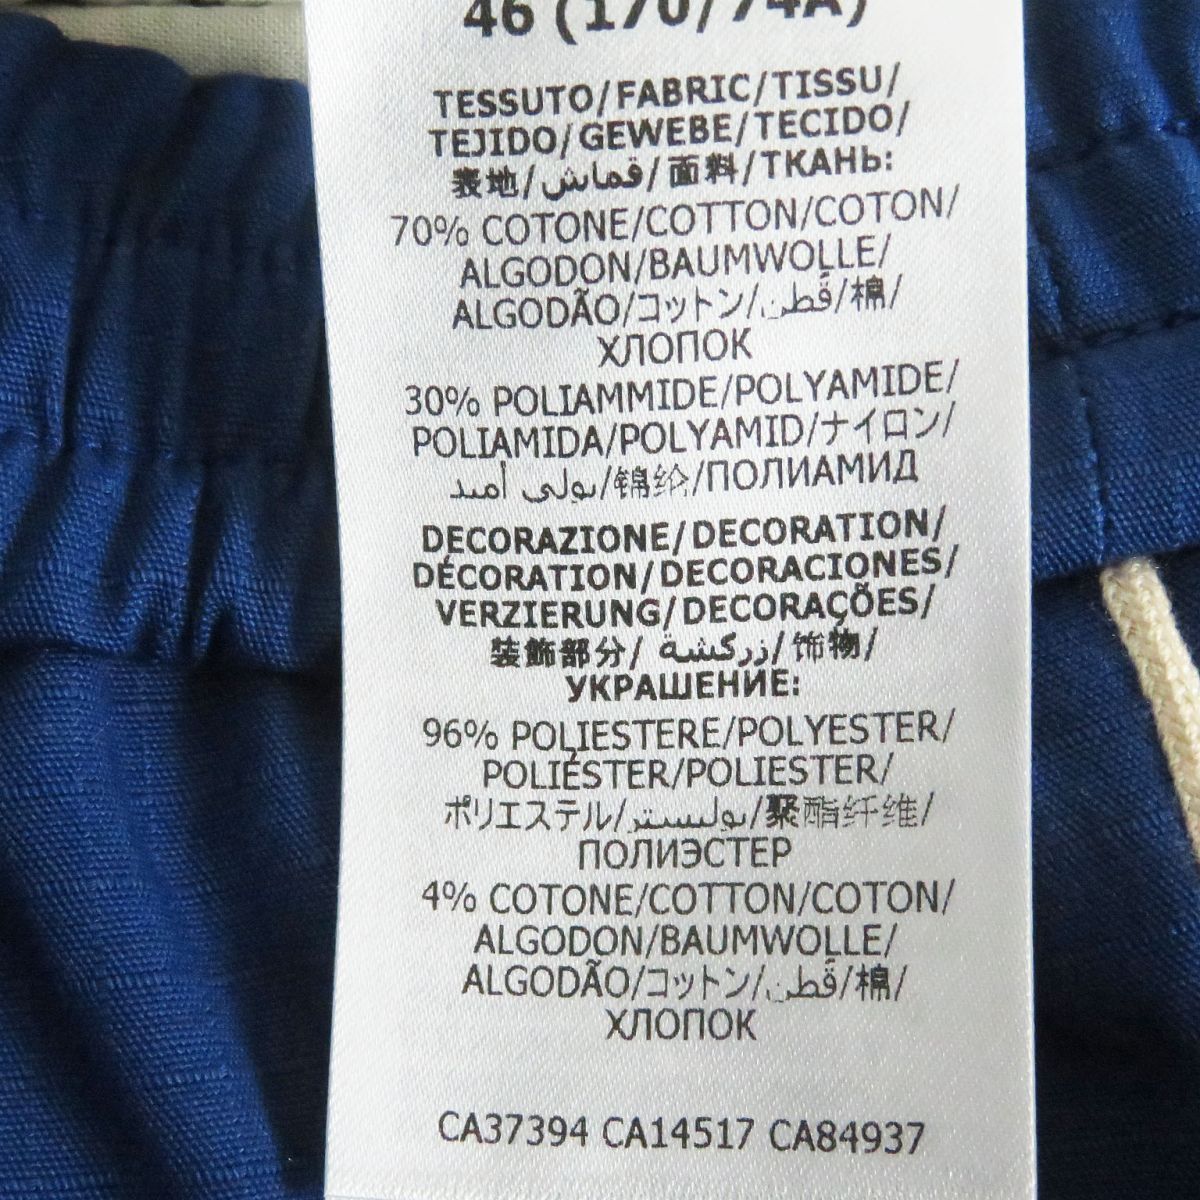 46 (170/74A)
TESSUTO/FABRIC/TISSU/
TEJIDO/GEWEBE/TECIDO/
表地/قماش/面料/ТКАНЬ:
70% COTONE/COTTON/COTON/
ALGODON/BAUMWOLLE/
ALGODÃO/コットン/قطن/棉/
ХЛОПОК
30% POLIAMMIDE/POLYAMIDE/
POLIAMIDA/POLYAMID/ナイロン/
بولي أميد/锦纶/ПОЛИАМИД
DECORAZIONE/DECORATION/
DÉCORATION/DECORACIONES/
VERZIERUNG/DECORAÇÕES/
装飾部分/زركشة/饰物/
УКРАШЕНИЕ:
96% POLIESTERE/POLYESTER/
POLIÉSTER/POLIESTER/
ポリエステル/بوليستر/聚酯纤维/
ПОЛИЭСТЕР
4% COTONE/COTTON/COTON/
ALGODON/BAUMWOLLE/
ALGODÃO/コットン/قطن/棉/
ХЛОПОК
CA37394 CA14517 CA84937